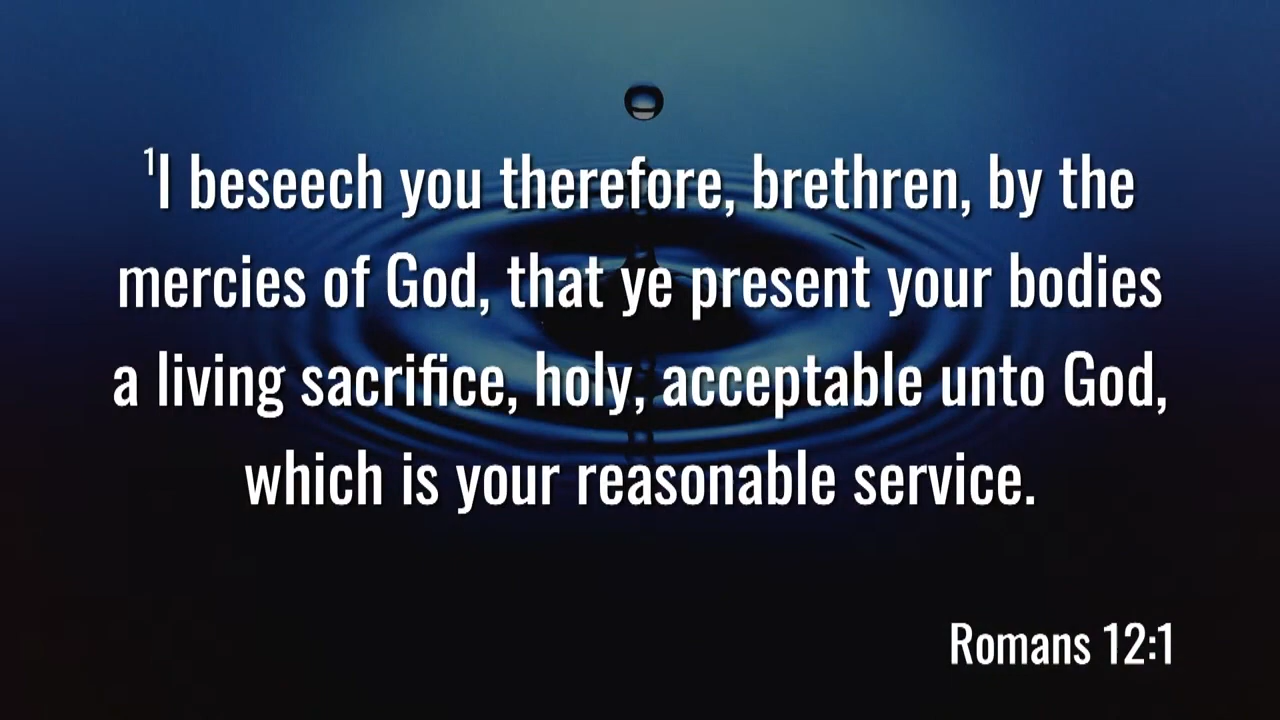 ¹I beseech you therefore, brethren, by the
mercies of God, that ye present your bodies
a living sacrifice, holy, acceptable unto God,
which is your reasonable service.
Romans 12:1